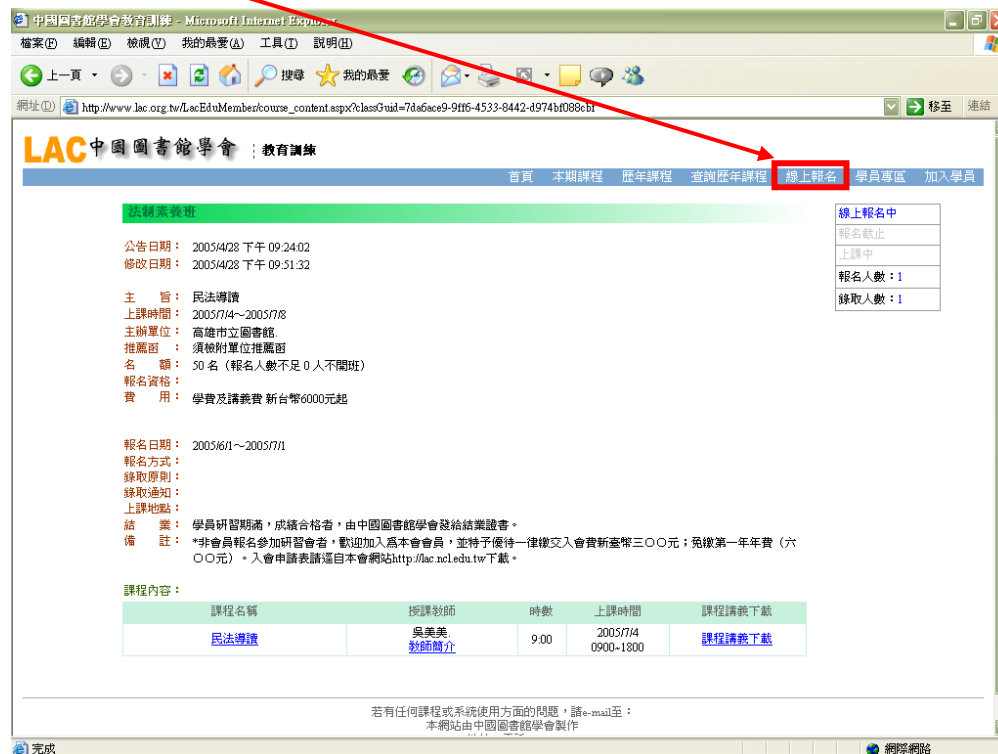 中國圖書館學會教育訓練 - Microsoft Internet Explorer
檔案(F) 編輯(E) 檢視(V) 我的最愛(A) 工具(T) 說明(H)
上一頁 搜尋 我的最愛
網址(D) http://www.lac.org.tw/LacEduMember/course_content.aspx?classGuid=7da6ace9-9ff6-4533-8442-d974bf088cbf 移至 連結
LAC中國圖書館學會 教育訓練
首頁 本期課程 歷年課程 查詢歷年課程 線上報名 學員專區 加入學員
法制素養班
線上報名中
報名截止
上課中
報名人數：1
錄取人數：1
公告日期： 2005/4/28 下午 09:24:02
修改日期： 2005/4/28 下午 09:51:32
主 旨： 民法導讀
上課時間： 2005/7/4～2005/7/8
主辦單位： 高雄市立圖書館.
推薦函 ： 須檢附單位推薦函
名 額： 50 名（報名人數不足 0 人不開班）
報名資格：
費 用： 學費及講義費 新台幣6000元起
報名日期： 2005/6/1～2005/7/1
報名方式：
錄取原則：
錄取通知：
上課地點：
結 業： 學員研習期滿，成績合格者，由中國圖書館學會發給結業證書。
備 註： *非會員報名參加研習會者，歡迎加入為本會會員，並特予優待一律繳交入會費新臺幣三○○元；免繳第一年年費（六
○○元）。入會申請表請逕自本會網站http://lac.ncl.edu.tw下載。
課程內容：
課程名稱 授課教師 時數 上課時間 課程講義下載
民法導讀 吳美美. 教師簡介 9:00 2005/7/4 0900~1800 課程講義下載
若有任何課程或系統使用方面的問題，請e-mail至：
本網站由中國圖書館學會製作
完成 網際網路